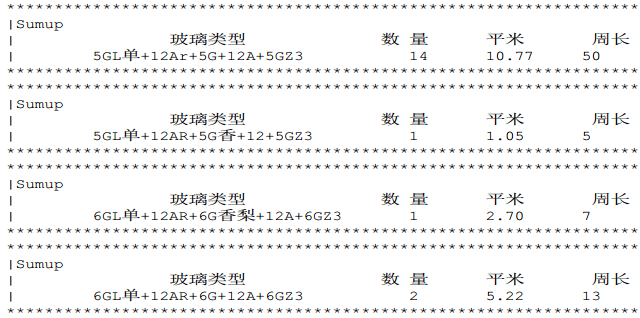 ************************************************************
|Sumup
| 玻璃类型 数 量 平米 周长
| 5GL单+12Ar+5G+12A+5GZ3 14 10.77 50
************************************************************
************************************************************
|Sumup
| 玻璃类型 数 量 平米 周长
| 5GL单+12AR+5G香+12+5GZ3 1 1.05 5
************************************************************
************************************************************
|Sumup
| 玻璃类型 数 量 平米 周长
| 6GL单+12AR+6G香梨+12A+6GZ3 1 2.70 7
************************************************************
************************************************************
|Sumup
| 玻璃类型 数 量 平米 周长
| 6GL单+12AR+6G+12A+6GZ3 2 5.22 13
************************************************************